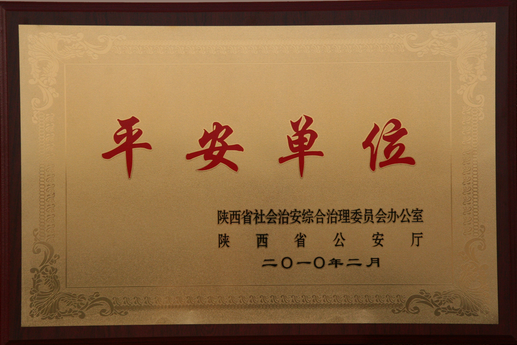 平安单位
陕西省社会治安综合治理委员会办公室
陕西省公安厅
二〇一〇年二月